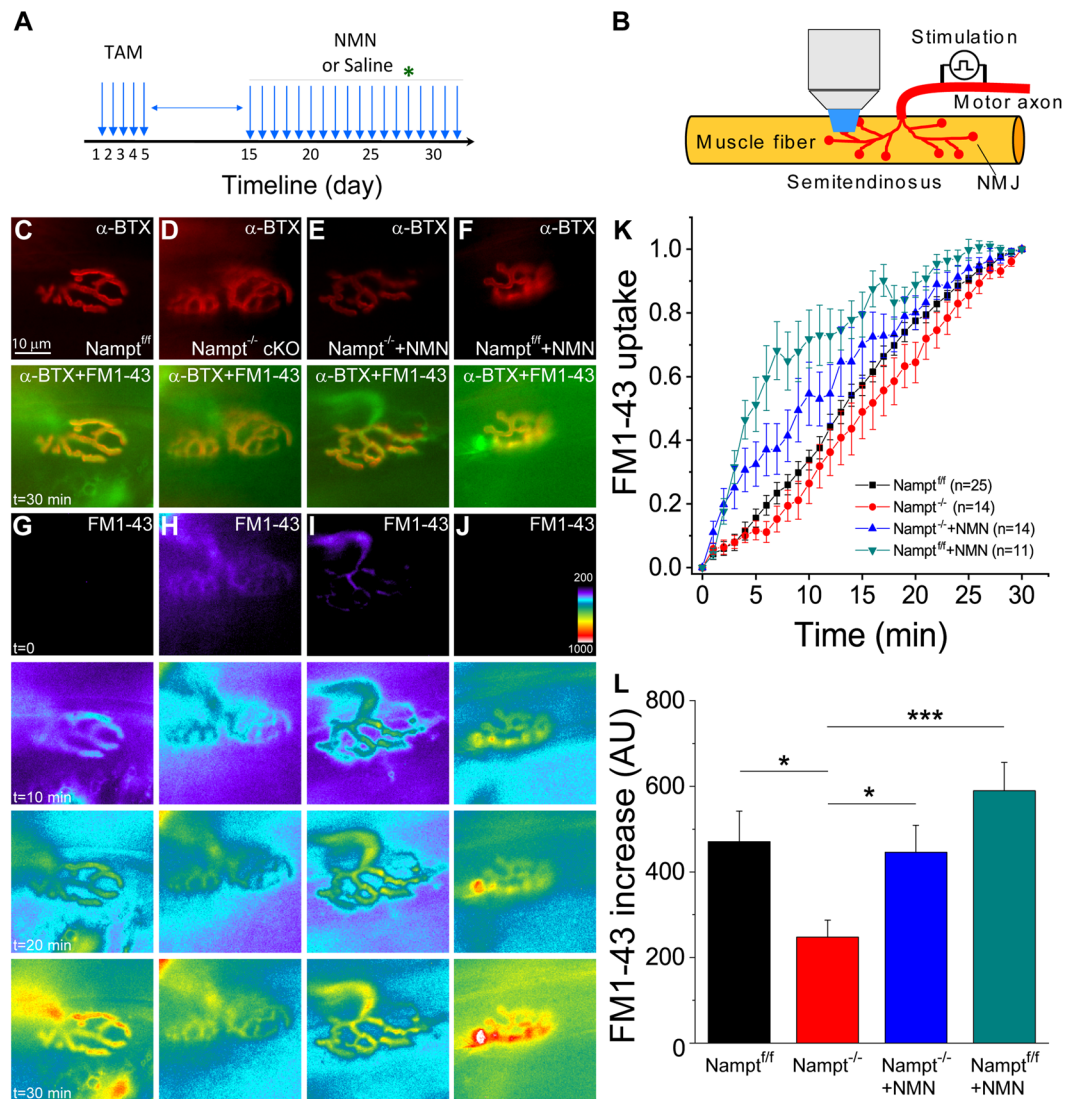 A
TAM
NMN
or Saline
*
1 2 3 4 5
15
20
25
30
Timeline (day)
B
Stimulation
Motor axon
Muscle fiber
Semitendinosus
NMJ
C
α-BTX
10 µm
Nampt^f/f
D
α-BTX
Nampt^-/- cKO
E
α-BTX
Nampt^-/-+NMN
F
α-BTX
Nampt^f/f+NMN
α-BTX+FM1-43
t=30 min
α-BTX+FM1-43
α-BTX+FM1-43
α-BTX+FM1-43
G
FM1-43
t=0
H
FM1-43
I
FM1-43
J
FM1-43
200
1000
t=10 min
t=20 min
t=30 min
K
FM1-43 uptake
1.0
0.8
0.6
0.4
0.2
0.0
Nampt^f/f (n=25)
Nampt^-/- (n=14)
Nampt^-/-+NMN (n=14)
Nampt^f/f+NMN (n=11)
0
5
10
15
20
25
30
Time (min)
L
FM1-43 increase (AU)
800
600
400
200
0
*
*
***
Nampt^f/f
Nampt^-/-
Nampt^-/-
+NMN
Nampt^f/f
+NMN